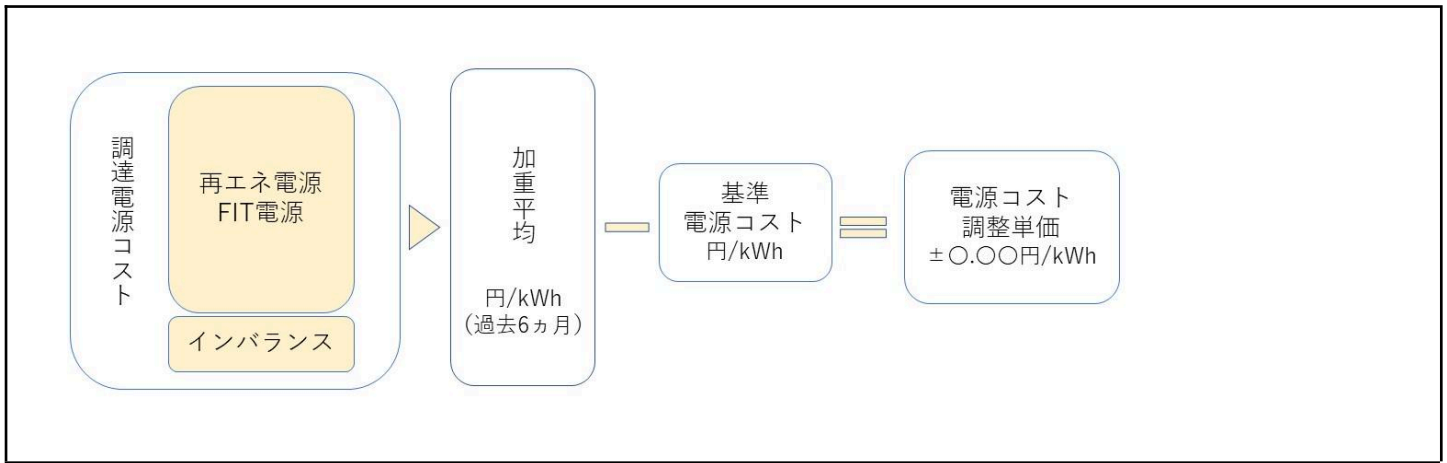 調達電源コスト
再エネ電源
FIT電源
インバランス
加重平均
円/kWh
(過去6ヵ月)
基準
電源コスト
円/kWh
電源コスト
調整単価
±〇.〇〇円/kWh